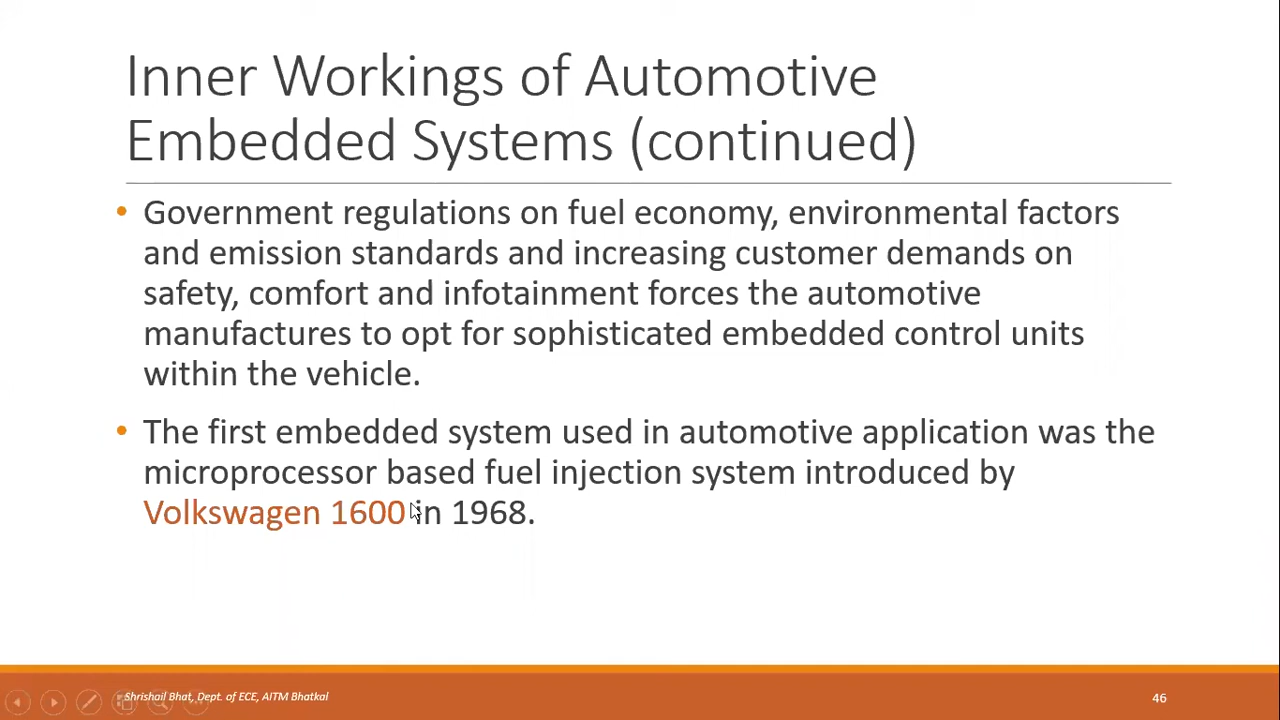 Inner Workings of Automotive
Embedded Systems (continued)
• Government regulations on fuel economy, environmental factors
and emission standards and increasing customer demands on
safety, comfort and infotainment forces the automotive
manufactures to opt for sophisticated embedded control units
within the vehicle.
• The first embedded system used in automotive application was the
microprocessor based fuel injection system introduced by
Volkswagen 1600 in 1968.
Shrishail Bhat, Dept. of ECE, AITM Bhatkal
46